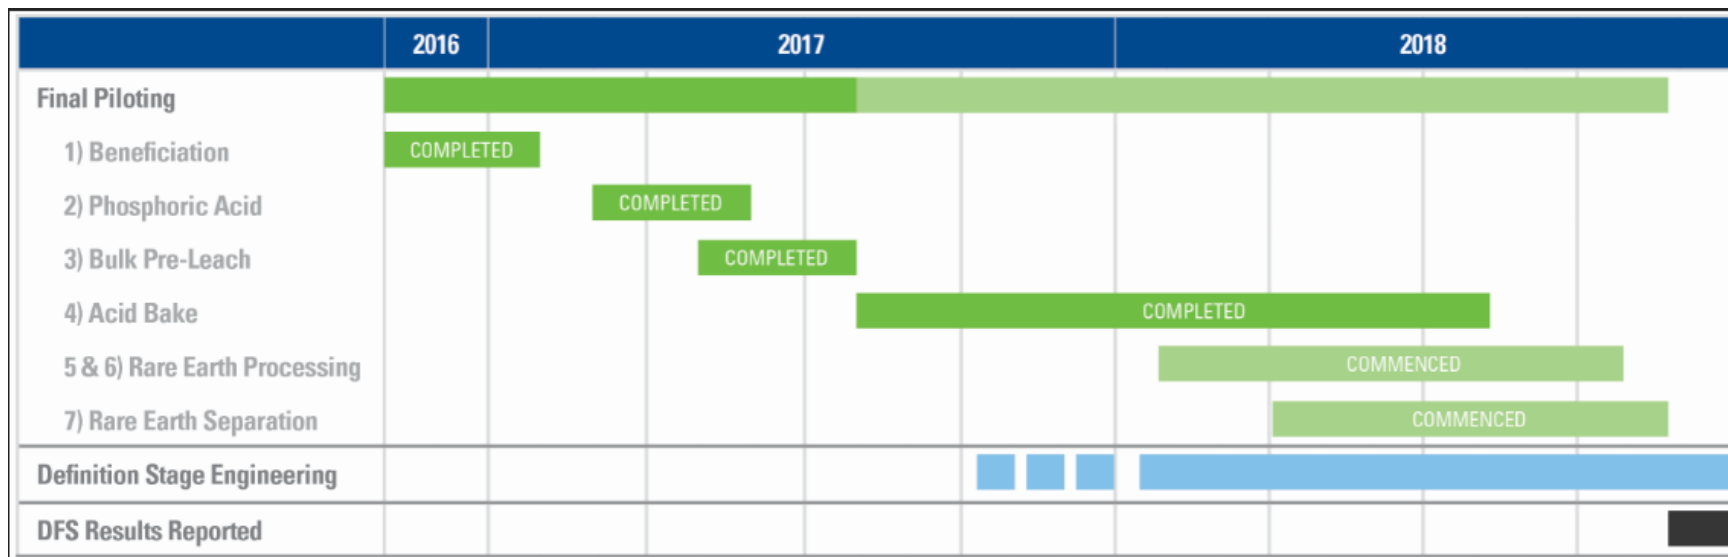 2016 2017 2018
Final Piloting
1) Beneficiation COMPLETED
2) Phosphoric Acid COMPLETED
3) Bulk Pre-Leach COMPLETED
4) Acid Bake COMPLETED
5 & 6) Rare Earth Processing COMMENCED
7) Rare Earth Separation COMMENCED
Definition Stage Engineering
DFS Results Reported